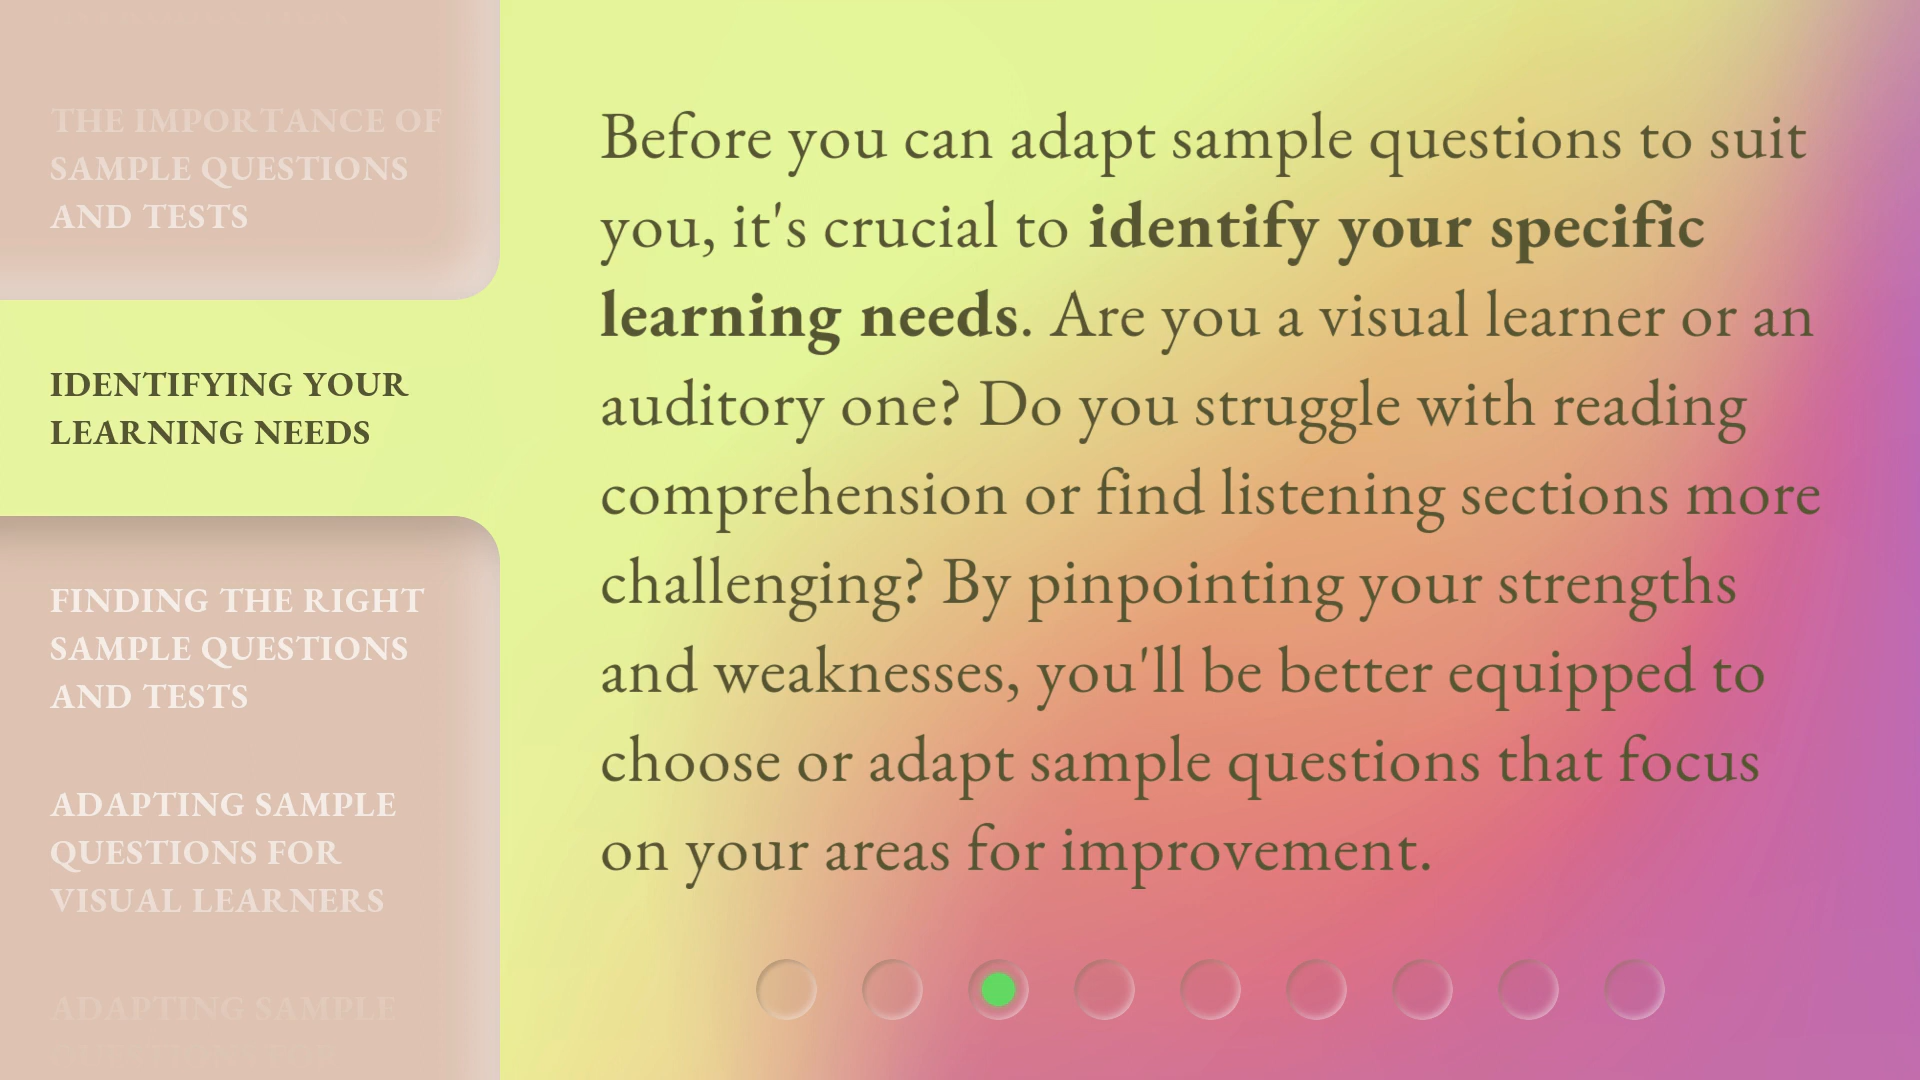 THE IMPORTANCE OF
SAMPLE QUESTIONS
AND TESTS
IDENTIFYING YOUR
LEARNING NEEDS
FINDING THE RIGHT
SAMPLE QUESTIONS
AND TESTS
ADAPTING SAMPLE
QUESTIONS FOR
VISUAL LEARNERS
ADAPTING SAMPLE
QUESTIONS FOR
Before you can adapt sample questions to suit
you, it's crucial to identify your specific
learning needs. Are you a visual learner or an
auditory one? Do you struggle with reading
comprehension or find listening sections more
challenging? By pinpointing your strengths
and weaknesses, you'll be better equipped to
choose or adapt sample questions that focus
on your areas for improvement.